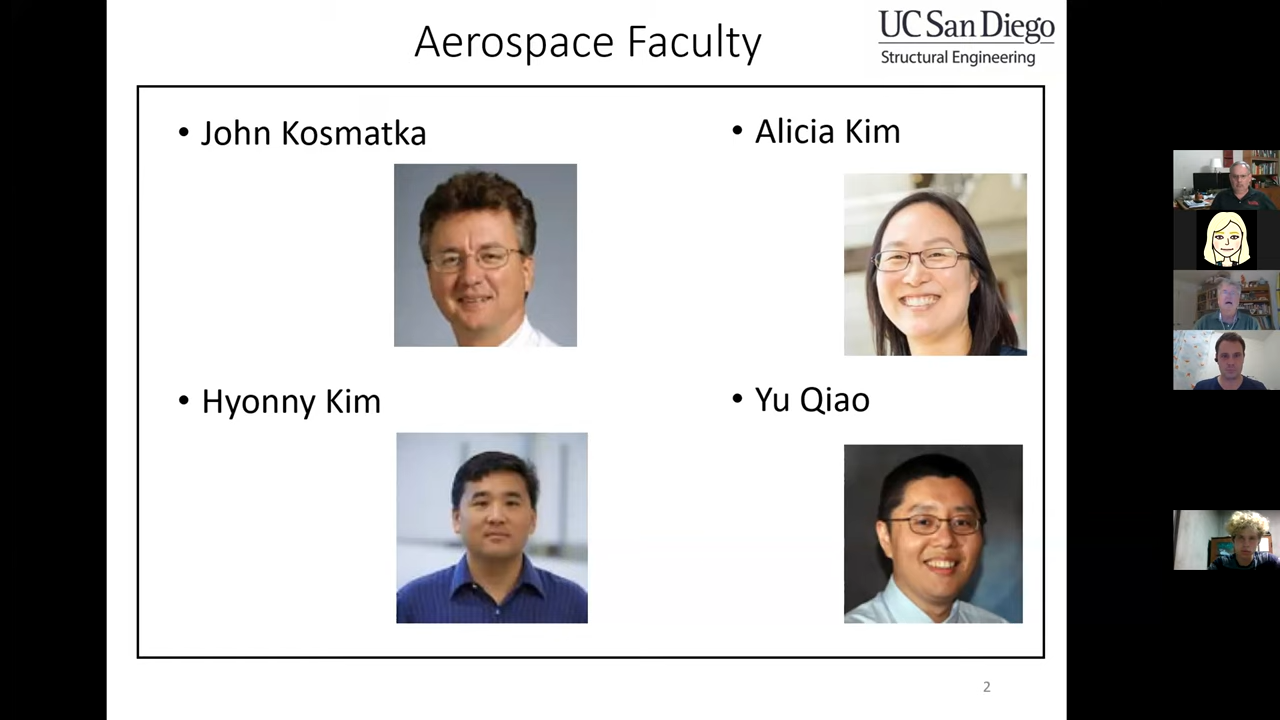 Aerospace Faculty
UC San Diego
Structural Engineering
• John Kosmatka
• Alicia Kim
• Hyonny Kim
• Yu Qiao
2